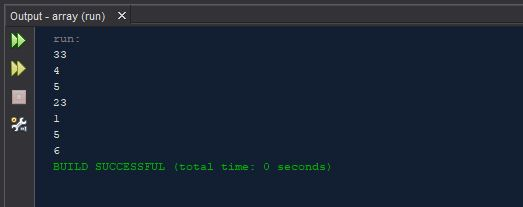 Output - array (run)
run:
33
4
5
23
1
5
6
BUILD SUCCESSFUL (total time: 0 seconds)